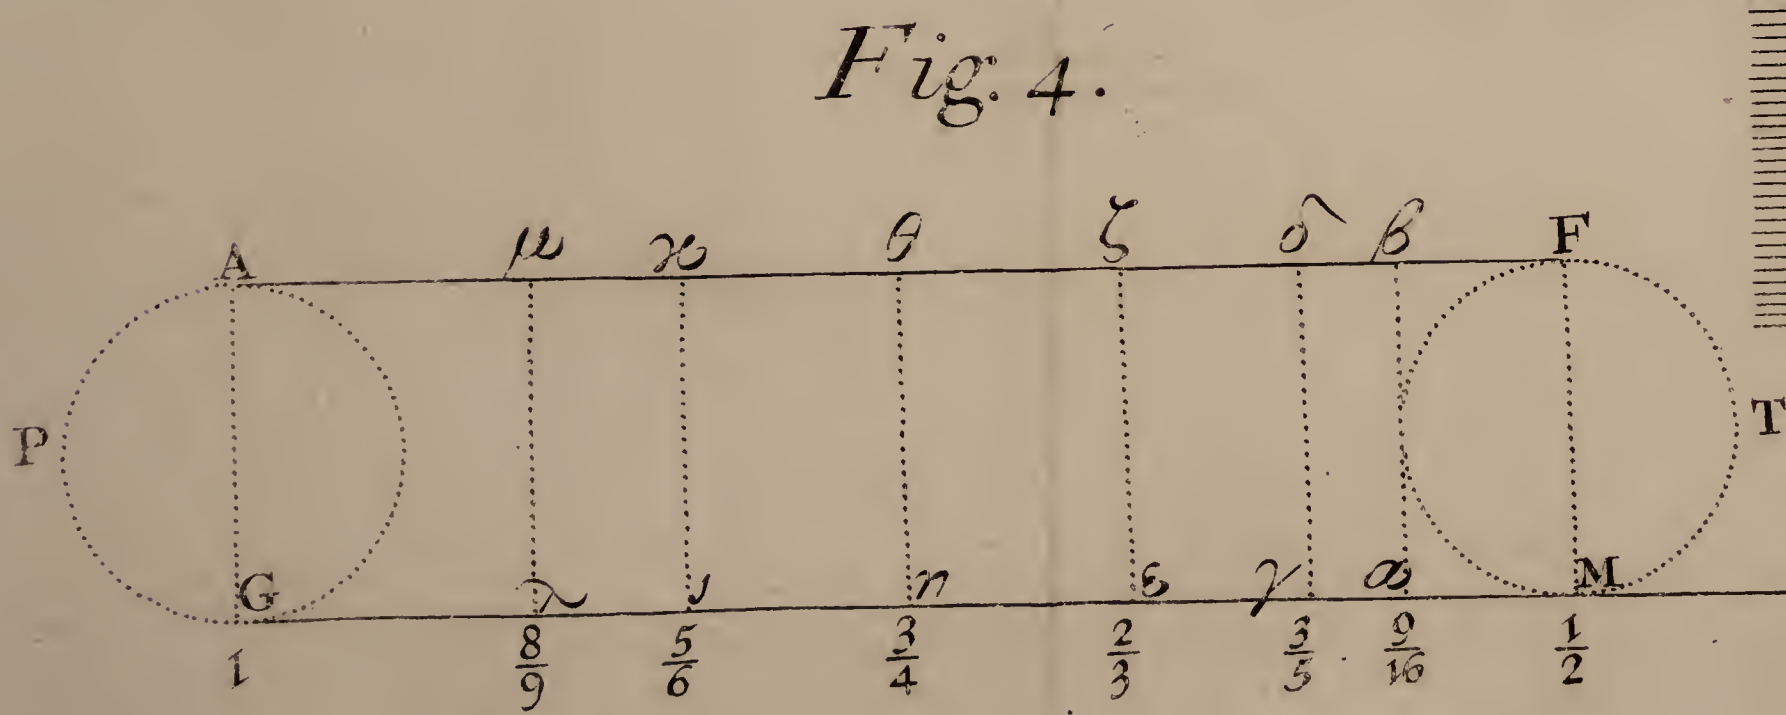 Fig. 4.
A μ ϰ θ ζ δ β F
P T
G λ ι η ε γ α M
1 8/9 5/6 3/4 2/3 3/5 9/16 1/2